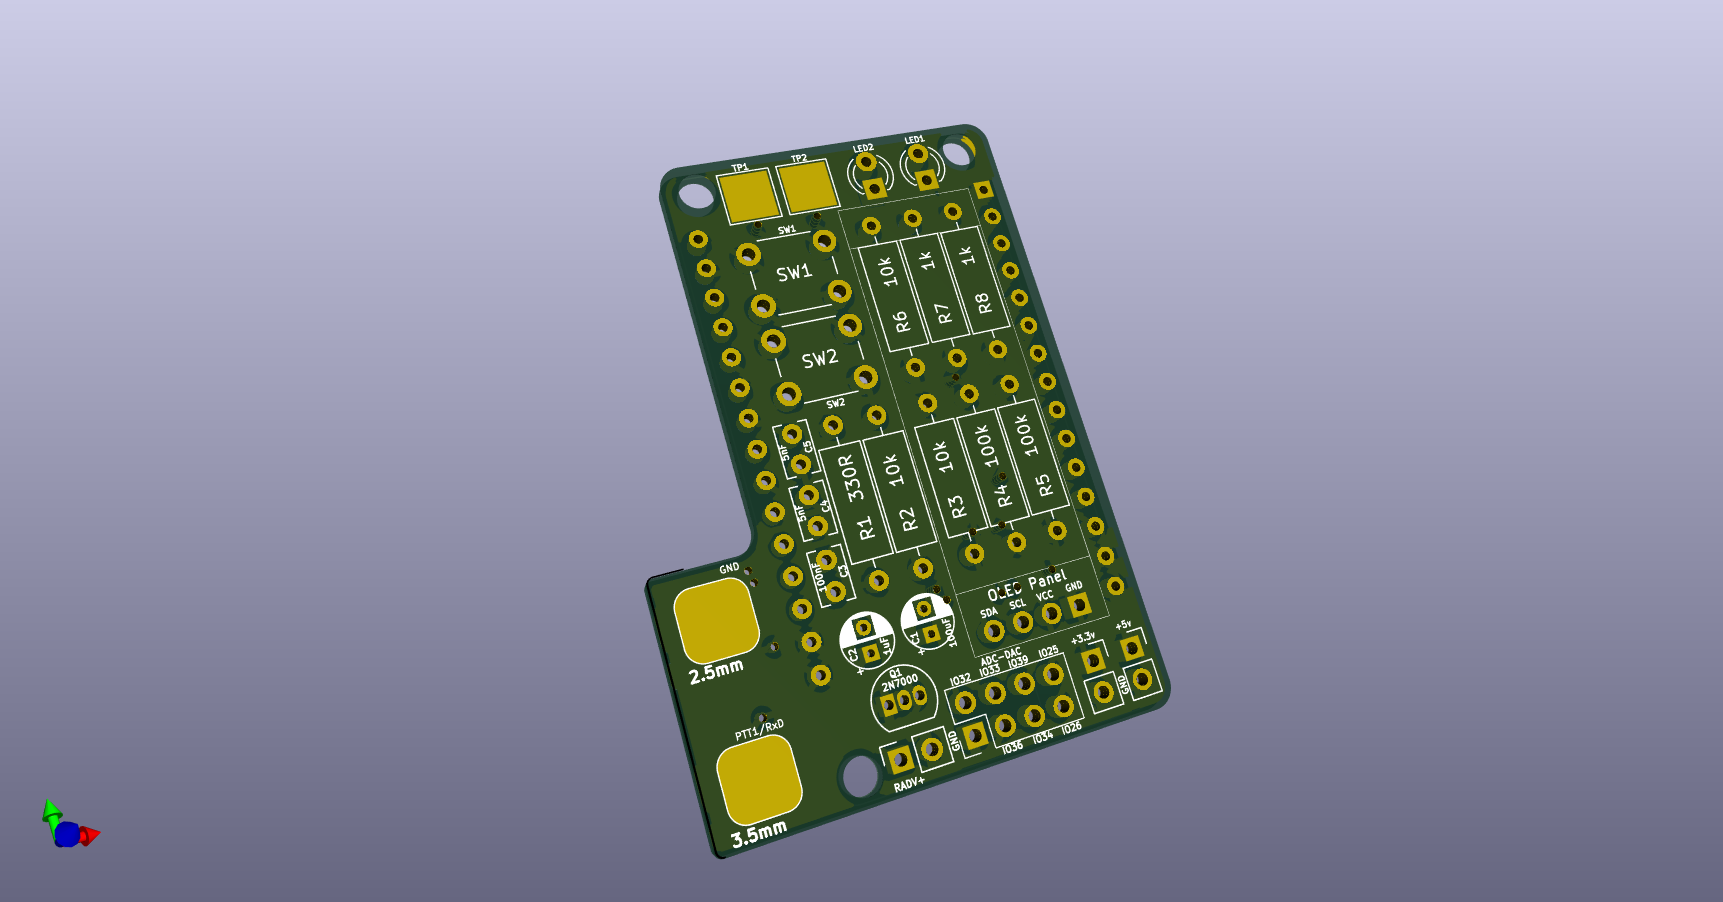 TP1
TP2
LED2
LED1
SW1
SW1
SW2
SW2
R6 10k
R7 1k
R8 1k
5nF C5
5nF C4
100nF C3
R1 330R
R2 10k
R3 10k
R4 100k
R5 100k
GND
2.5mm
PTT1/RxD
3.5mm
C2 1uF
+
C1 100uF
+
Q1
2N7000
OLED Panel
SDA SCL VCC GND
ADC-DAC
IO32 IO33 IO39 IO25
IO36 IO34 IO26
+3.3v
+5v
GND
GND
RADV+